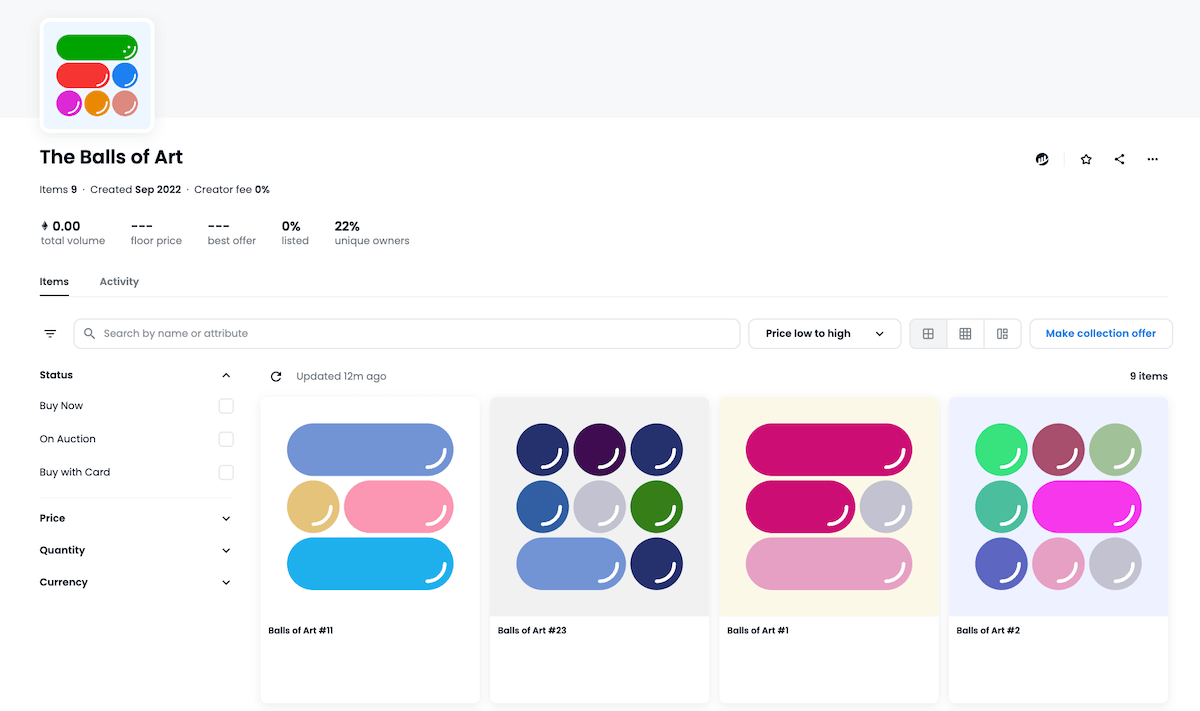 The Balls of Art
Items 9 · Created Sep 2022 · Creator fee 0%
0.00 --- --- 0% 22%
total volume floor price best offer listed unique owners
Items Activity
Search by name or attribute Price low to high Make collection offer
Status Updated 12m ago 9 items
Buy Now
On Auction
Buy with Card
Price
Quantity
Currency
Balls of Art #11 Balls of Art #23 Balls of Art #1 Balls of Art #2